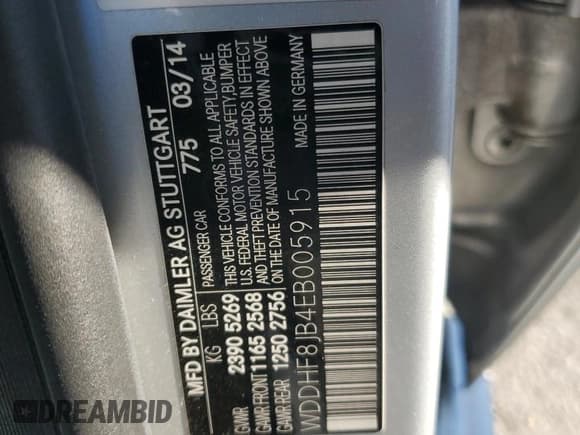 MFD BY DAIMLER AG STUTTGART
775 03/14
PASSENGER CAR
KG LBS
GVWR 2390 5269
GAWR FRONT 1165 2568
GAWR REAR 1250 2756
THIS VEHICLE CONFORMS TO ALL APPLICABLE
U.S. FEDERAL MOTOR VEHICLE SAFETY, BUMPER
AND THEFT PREVENTION STANDARDS IN EFFECT
ON THE DATE OF MANUFACTURE SHOWN ABOVE
MADE IN GERMANY
WDDHF8JB4EB005915
DREAMBID